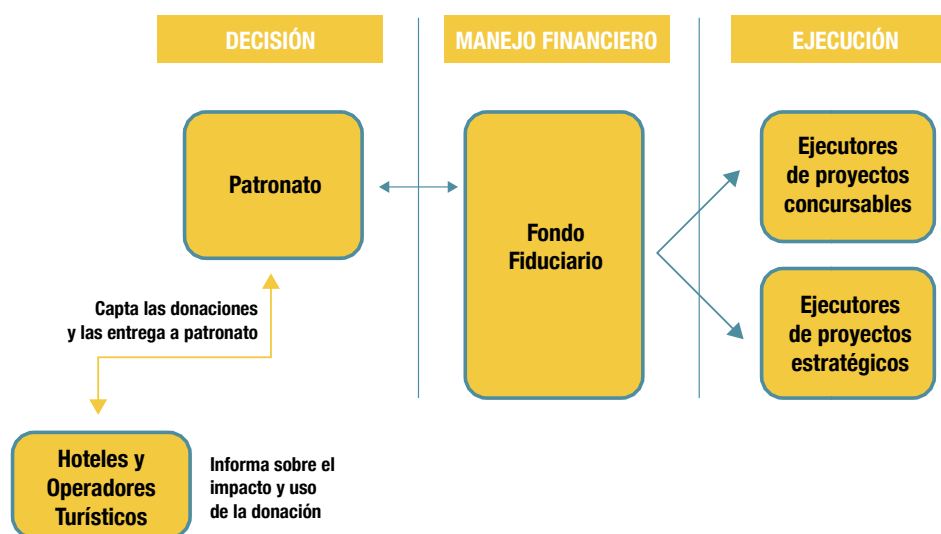 DECISIÓN
MANEJO FINANCIERO
EJECUCIÓN
Patronato
Fondo
Fiduciario
Ejecutores
de proyectos
concursables
Ejecutores
de proyectos
estratégicos
Capta las donaciones
y las entrega a patronato
Hoteles y
Operadores
Turísticos
Informa sobre el
impacto y uso
de la donación